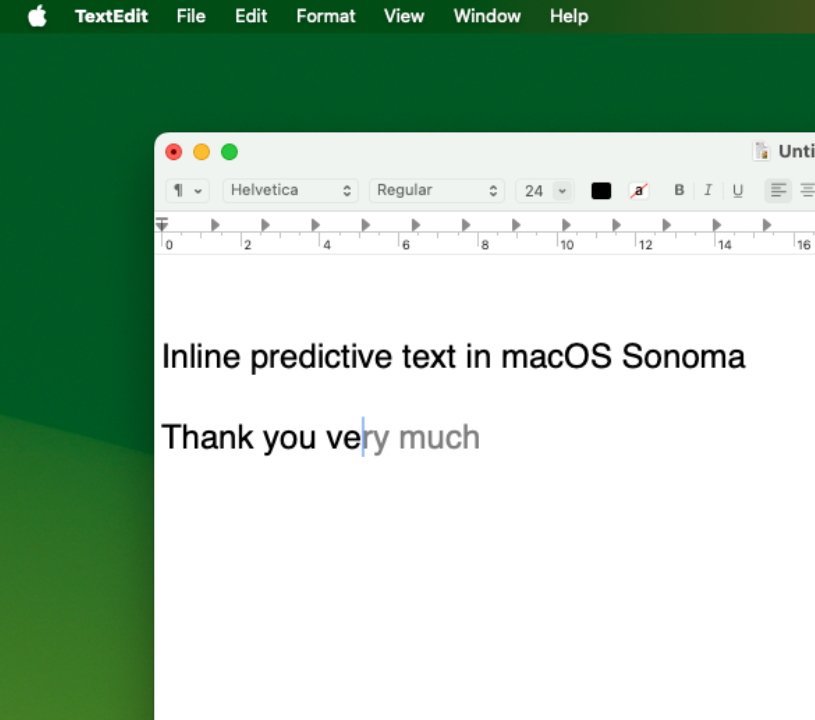 TextEdit File Edit Format View Window Help
Unti
¶ Helvetica Regular 24 a B I U
0 2 4 6 8 10 12 14 16
Inline predictive text in macOS Sonoma
Thank you very much